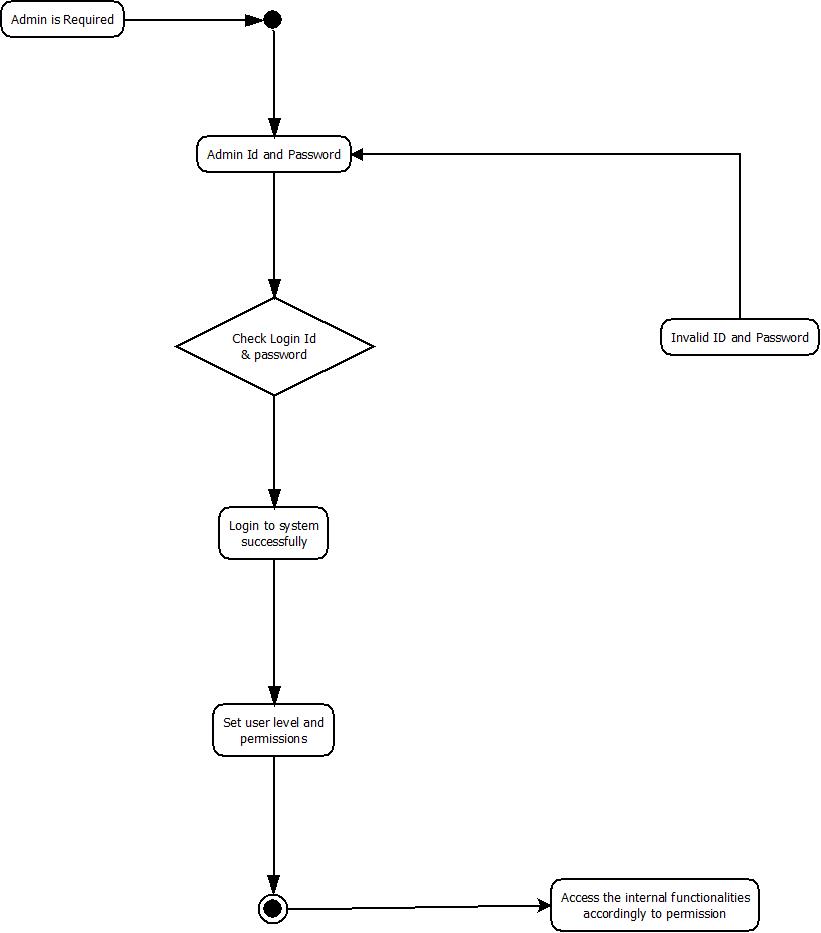 Admin is Required
Admin Id and Password
Check Login Id
& password
Invalid ID and Password
Login to system
successfully
Set user level and
permissions
Access the internal functionalities
accordingly to permission